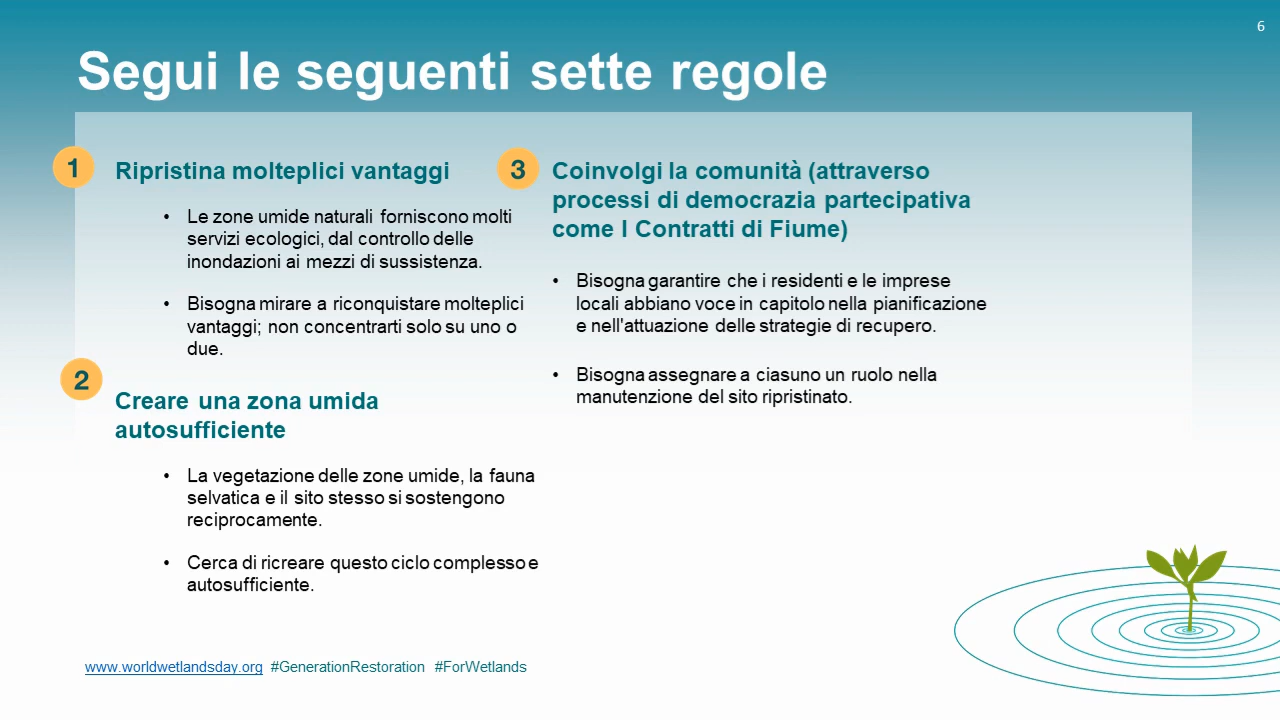 6
Segui le seguenti sette regole
1
Ripristina molteplici vantaggi
• Le zone umide naturali forniscono molti
servizi ecologici, dal controllo delle
inondazioni ai mezzi di sussistenza.
• Bisogna mirare a riconquistare molteplici
vantaggi; non concentrarti solo su uno o
due.
2
Creare una zona umida
autosufficiente
• La vegetazione delle zone umide, la fauna
selvatica e il sito stesso si sostengono
reciprocamente.
• Cerca di ricreare questo ciclo complesso e
autosufficiente.
3
Coinvolgi la comunità (attraverso
processi di democrazia partecipativa
come I Contratti di Fiume)
• Bisogna garantire che i residenti e le imprese
locali abbiano voce in capitolo nella pianificazione
e nell'attuazione delle strategie di recupero.
• Bisogna assegnare a ciasuno un ruolo nella
manutenzione del sito ripristinato.
www.worldwetlandsday.org #GenerationRestoration #ForWetlands